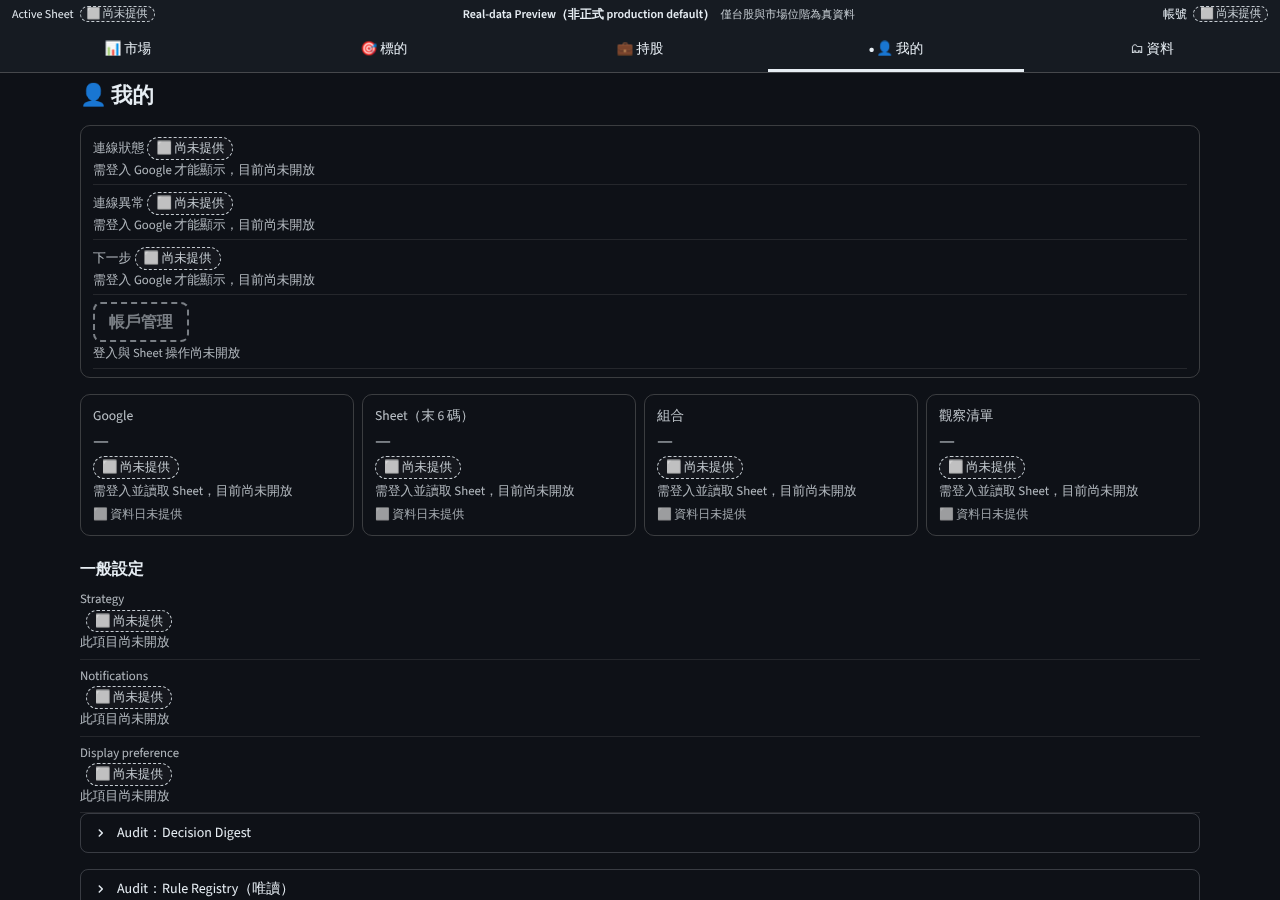 Active Sheet 尚未提供
Real-data Preview（非正式 production default） 僅台股與市場位階為真資料
帳號 尚未提供
📊 市場
🎯 標的
💼 持股
• 👤 我的
🗂 資料
👤 我的
連線狀態 尚未提供
需登入 Google 才能顯示，目前尚未開放
連線異常 尚未提供
需登入 Google 才能顯示，目前尚未開放
下一步 尚未提供
需登入 Google 才能顯示，目前尚未開放
帳戶管理
登入與 Sheet 操作尚未開放
Google
—
尚未提供
需登入並讀取 Sheet，目前尚未開放
資料日未提供
Sheet（末 6 碼）
—
尚未提供
需登入並讀取 Sheet，目前尚未開放
資料日未提供
組合
—
尚未提供
需登入並讀取 Sheet，目前尚未開放
資料日未提供
觀察清單
—
尚未提供
需登入並讀取 Sheet，目前尚未開放
資料日未提供
一般設定
Strategy
尚未提供
此項目尚未開放
Notifications
尚未提供
此項目尚未開放
Display preference
尚未提供
此項目尚未開放
Audit：Decision Digest
Audit：Rule Registry（唯讀）